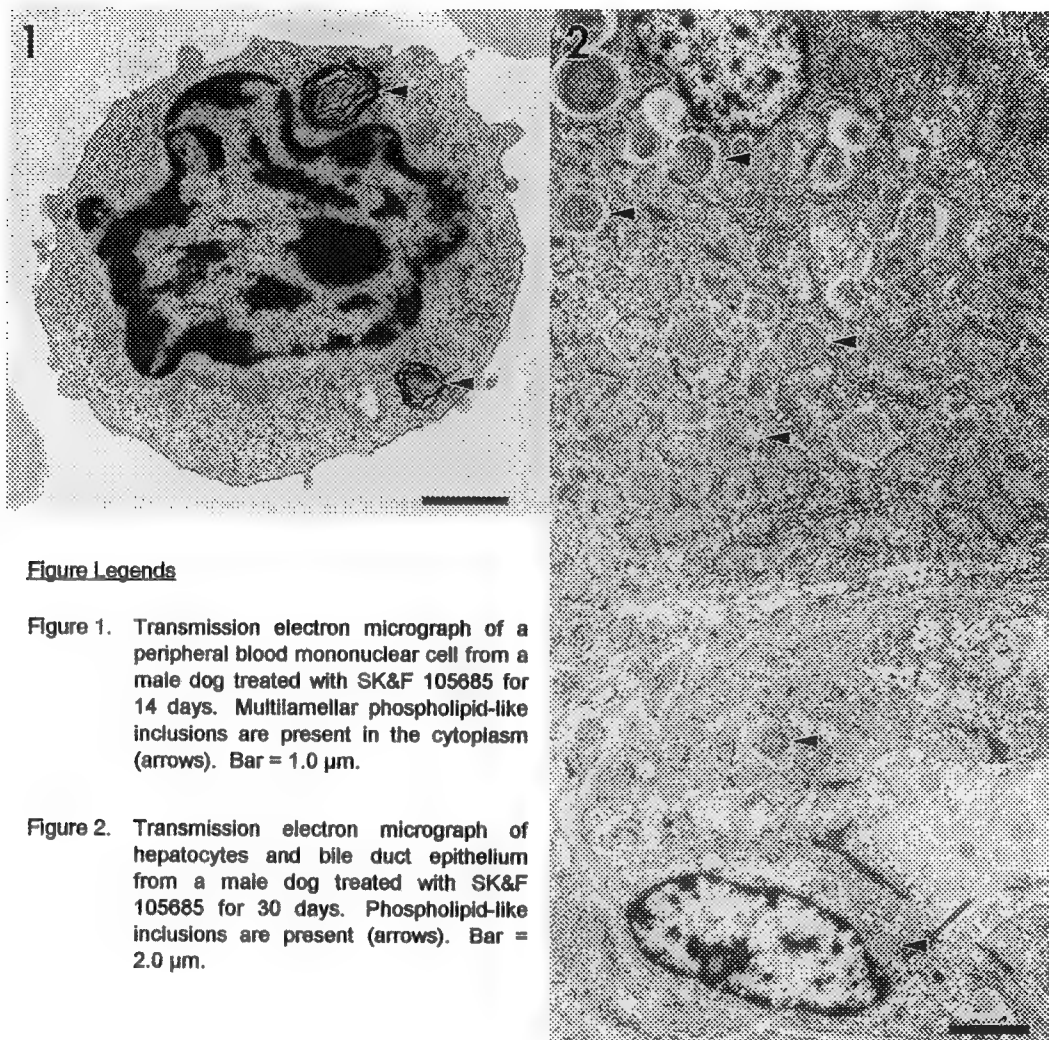 1
2
Figure Legends
Figure 1. Transmission electron micrograph of a
peripheral blood mononuclear cell from a
male dog treated with SK&F 105685 for
14 days. Multilamellar phospholipid-like
inclusions are present in the cytoplasm
(arrows). Bar = 1.0 µm.
Figure 2. Transmission electron micrograph of
hepatocytes and bile duct epithelium
from a male dog treated with SK&F
105685 for 30 days. Phospholipid-like
inclusions are present (arrows). Bar =
2.0 µm.